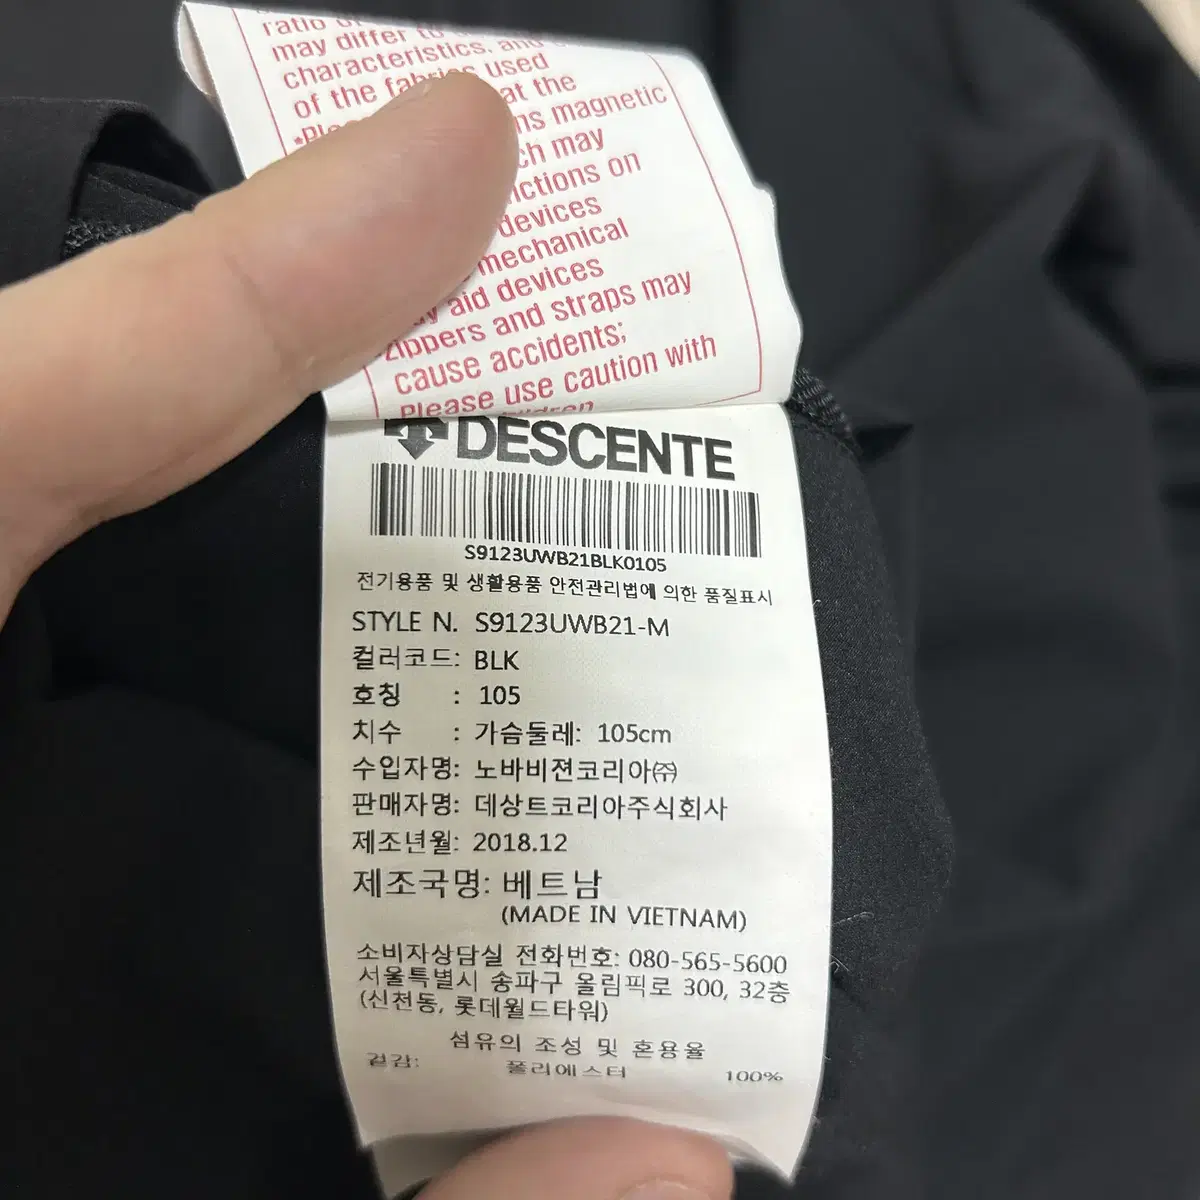 may differ
characteristics, and
of the fabrics used
at the
magnetic
may
on
devices
mechanical
aid devices
zippers and straps may
cause accidents;
Please use caution with
DESCENTE
S9123UWB21BLK0105
전기용품 및 생활용품 안전관리법에 의한 품질표시
STYLE N. S9123UWB21-M
컬러코드: BLK
호칭 : 105
치수 : 가슴둘레: 105cm
수입자명: 노바비젼코리아㈜
판매자명: 데상트코리아주식회사
제조년월: 2018.12
제조국명: 베트남
(MADE IN VIETNAM)
소비자상담실 전화번호: 080-565-5600
서울특별시 송파구 올림픽로 300, 32층
(신천동, 롯데월드타워)
섬유의 조성 및 혼용율
겉감: 폴리에스터 100%